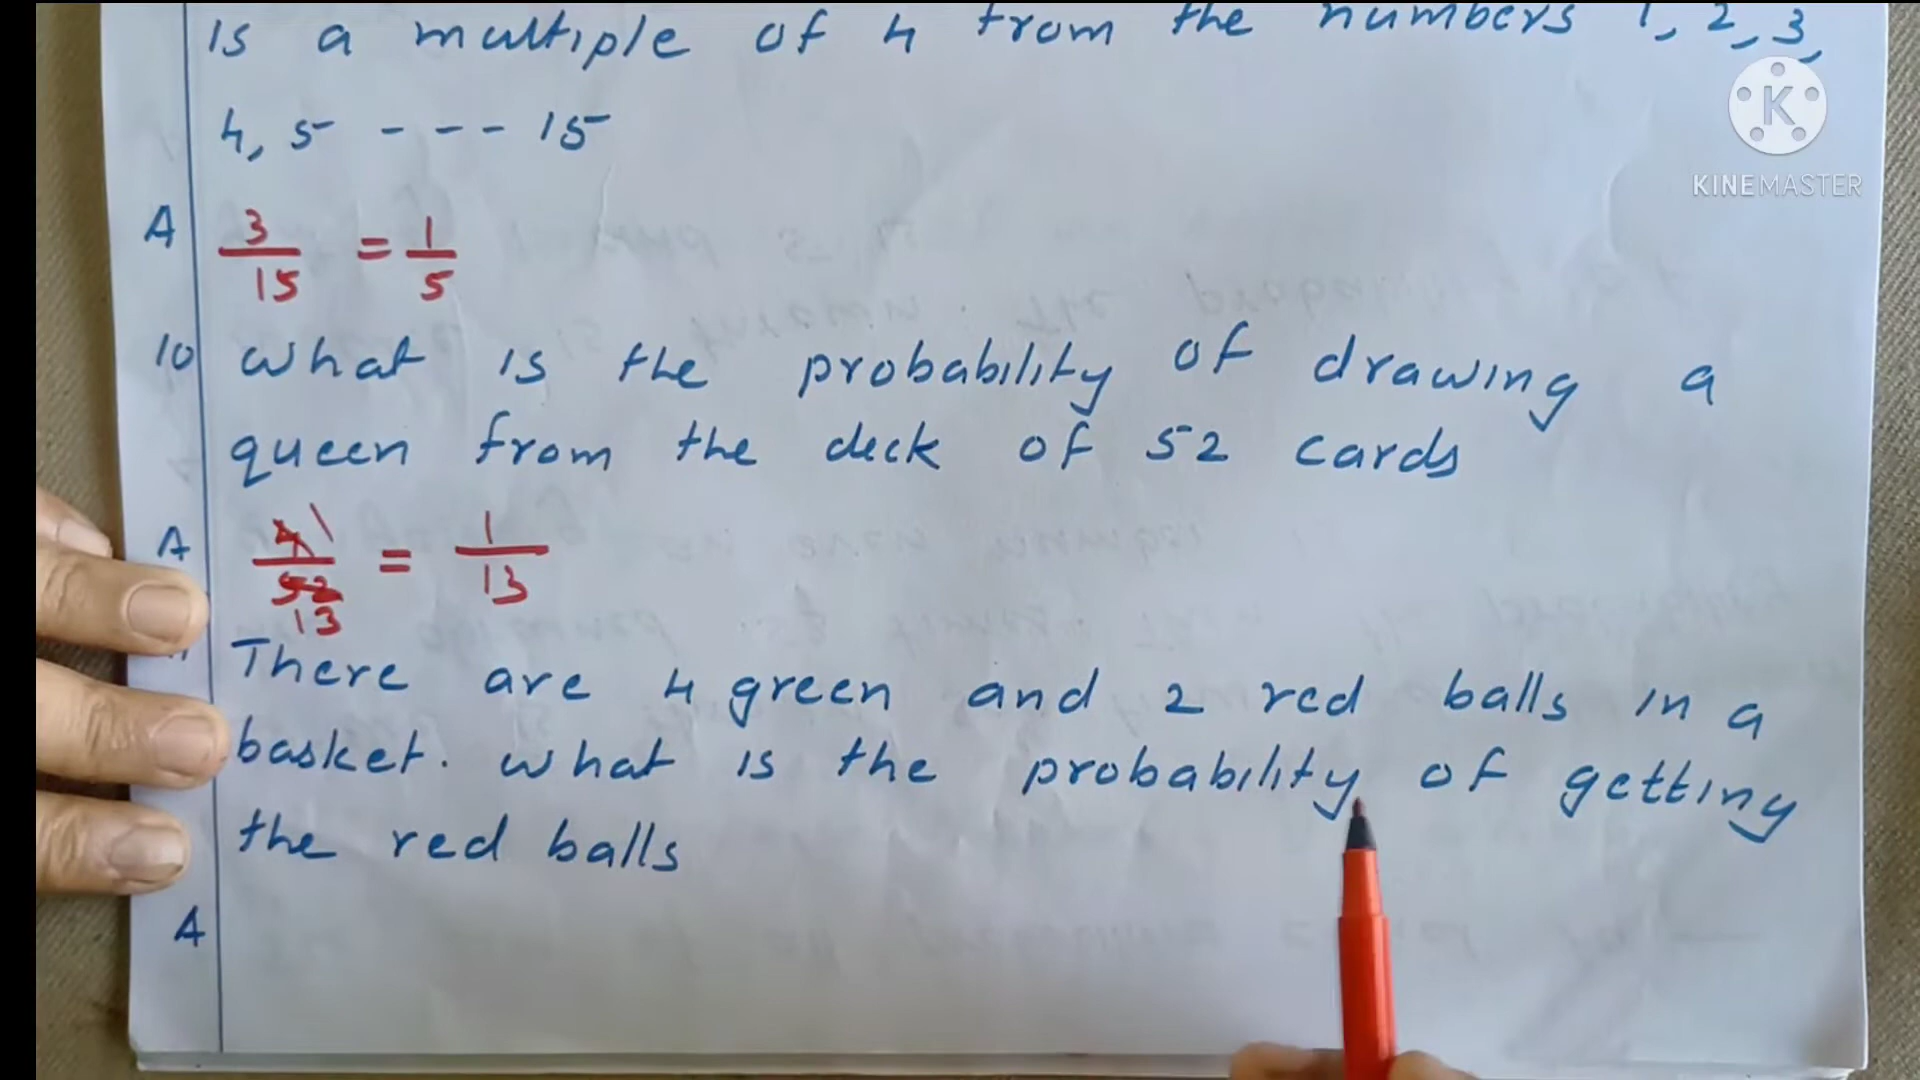 is a multiple of 4 from the numbers 1, 2, 3,
4, 5 - - - - 15
A 3/15 = 1/5
10 What is the probability of drawing a
queen from the deck of 52 cards
A 4 1/52 13 = 1/13
There are 4 green and 2 red balls in a
basket. What is the probability of getting
the red balls
A
KINEMASTER